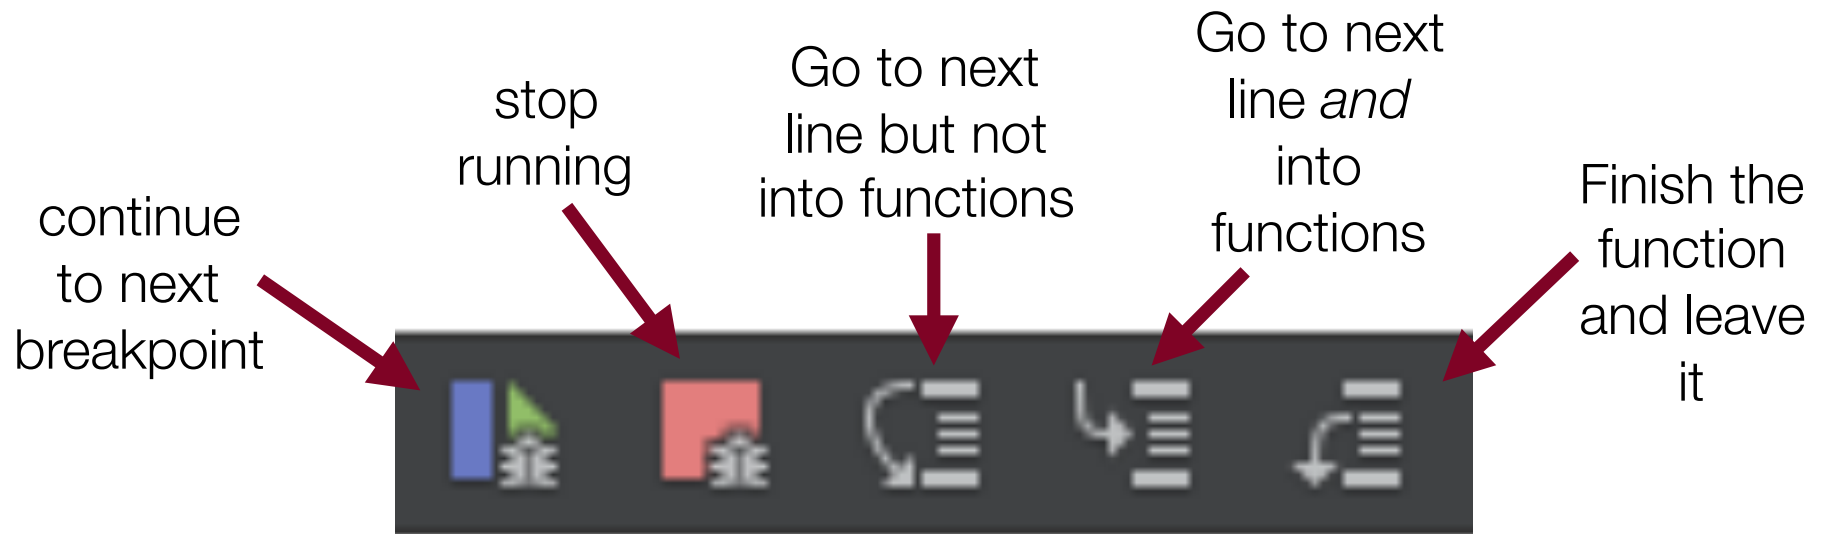 continue
to next
breakpoint
stop
running
Go to next
line but not
into functions
Go to next
line and
into
functions
Finish the
function
and leave
it